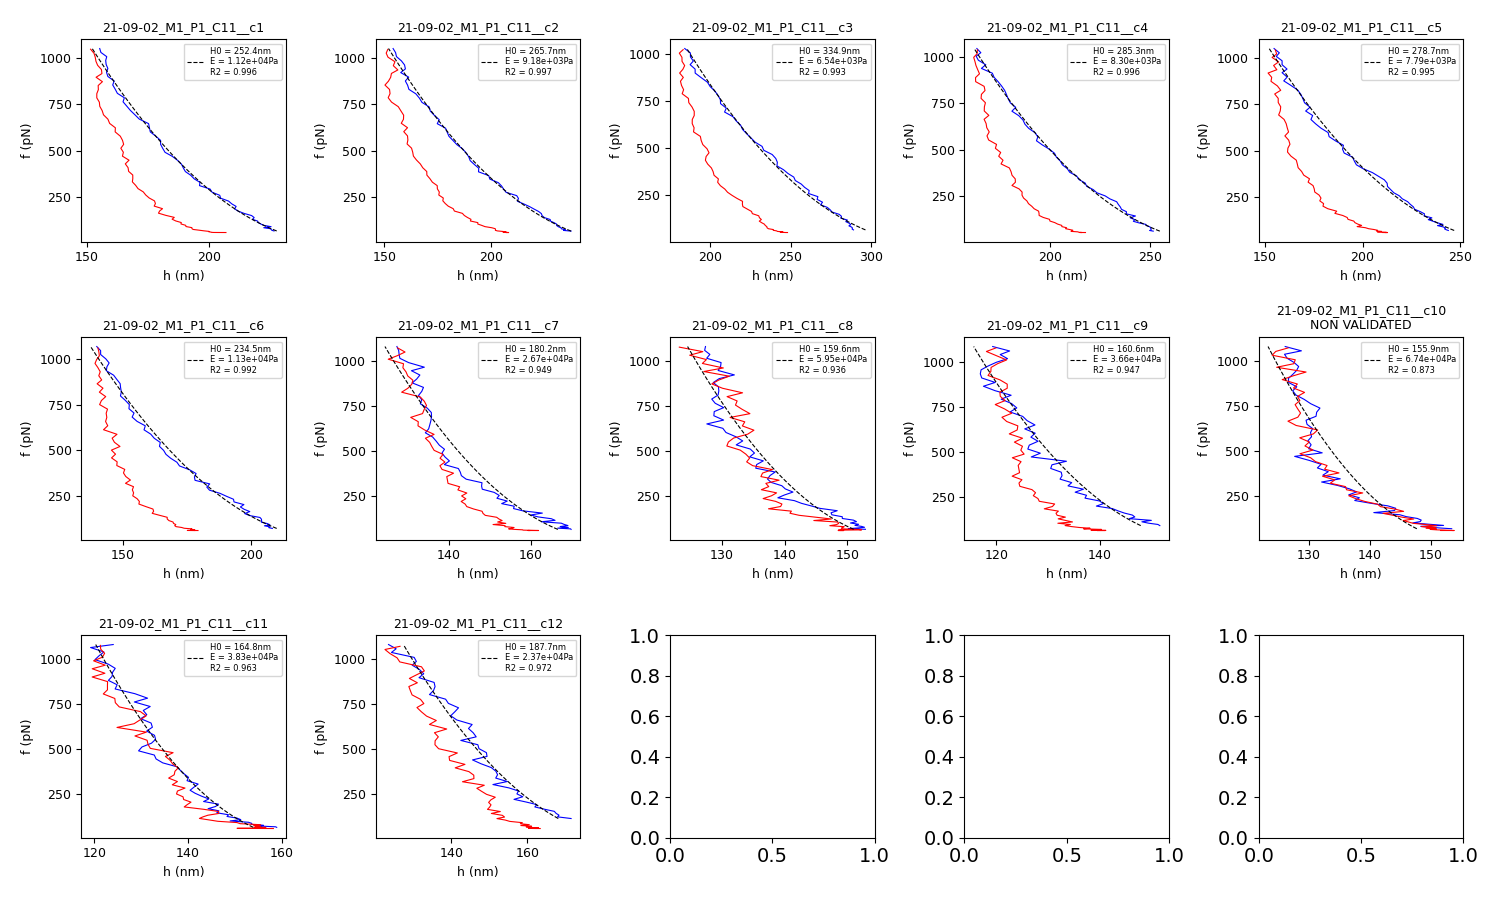 21-09-02_M1_P1_C11__c1
H0 = 252.4nm
E = 1.12e+04Pa
R2 = 0.996
1000
750
500
250
f (pN)
150 200
h (nm)
21-09-02_M1_P1_C11__c2
H0 = 265.7nm
E = 9.18e+03Pa
R2 = 0.997
1000
750
500
250
f (pN)
150 200
h (nm)
21-09-02_M1_P1_C11__c3
H0 = 334.9nm
E = 6.54e+03Pa
R2 = 0.993
1000
750
500
250
f (pN)
200 250 300
h (nm)
21-09-02_M1_P1_C11__c4
H0 = 285.3nm
E = 8.30e+03Pa
R2 = 0.996
1000
750
500
250
f (pN)
200 250
h (nm)
21-09-02_M1_P1_C11__c5
H0 = 278.7nm
E = 7.79e+03Pa
R2 = 0.995
1000
750
500
250
f (pN)
150 200 250
h (nm)
21-09-02_M1_P1_C11__c6
H0 = 234.5nm
E = 1.13e+04Pa
R2 = 0.992
1000
750
500
250
f (pN)
150 200
h (nm)
21-09-02_M1_P1_C11__c7
H0 = 180.2nm
E = 2.67e+04Pa
R2 = 0.949
1000
750
500
250
f (pN)
140 160
h (nm)
21-09-02_M1_P1_C11__c8
H0 = 159.6nm
E = 5.95e+04Pa
R2 = 0.936
1000
750
500
250
f (pN)
130 140 150
h (nm)
21-09-02_M1_P1_C11__c9
H0 = 160.6nm
E = 3.66e+04Pa
R2 = 0.947
1000
750
500
250
f (pN)
120 140
h (nm)
21-09-02_M1_P1_C11__c10
NON VALIDATED
H0 = 155.9nm
E = 6.74e+04Pa
R2 = 0.873
1000
750
500
250
f (pN)
130 140 150
h (nm)
21-09-02_M1_P1_C11__c11
H0 = 164.8nm
E = 3.83e+04Pa
R2 = 0.963
1000
750
500
250
f (pN)
120 140 160
h (nm)
21-09-02_M1_P1_C11__c12
H0 = 187.7nm
E = 2.37e+04Pa
R2 = 0.972
1000
750
500
250
f (pN)
140 160
h (nm)
1.0
0.8
0.6
0.4
0.2
0.0
0.0 0.5 1.0
1.0
0.8
0.6
0.4
0.2
0.0
0.0 0.5 1.0
1.0
0.8
0.6
0.4
0.2
0.0
0.0 0.5 1.0